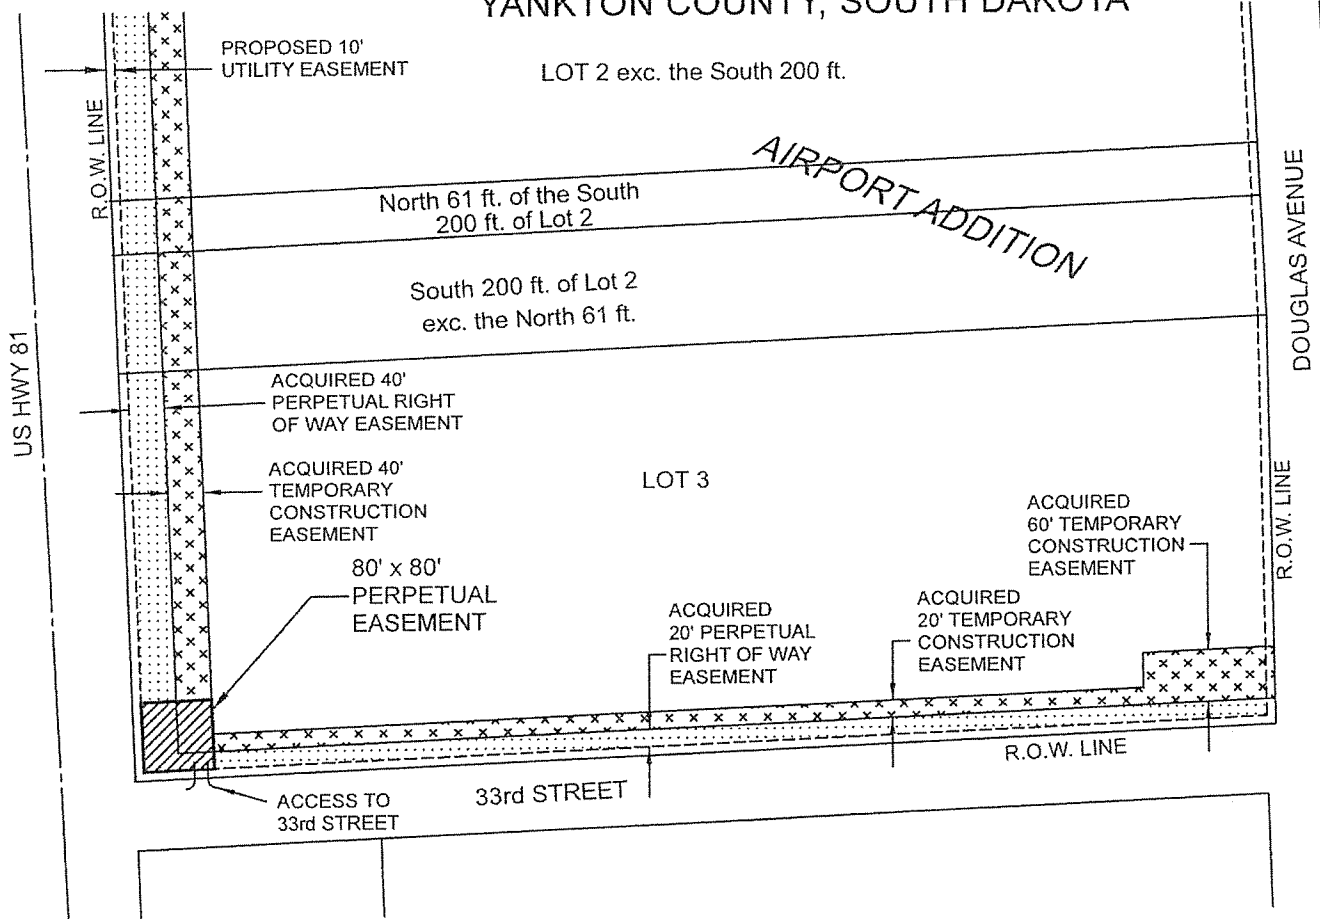 YANKTON COUNTY, SOUTH DAKOTA
PROPOSED 10'
UTILITY EASEMENT
LOT 2 exc. the South 200 ft.
R.O.W. LINE
AIRPORT ADDITION
North 61 ft. of the South
200 ft. of Lot 2
DOUGLAS AVENUE
South 200 ft. of Lot 2
exc. the North 61 ft.
US HWY 81
ACQUIRED 40'
PERPETUAL RIGHT
OF WAY EASEMENT
ACQUIRED 40'
TEMPORARY
CONSTRUCTION
EASEMENT
LOT 3
R.O.W. LINE
ACQUIRED
60' TEMPORARY
CONSTRUCTION
EASEMENT
80' x 80'
PERPETUAL
EASEMENT
ACQUIRED
20' PERPETUAL
RIGHT OF WAY
EASEMENT
ACQUIRED
20' TEMPORARY
CONSTRUCTION
EASEMENT
R.O.W. LINE
33rd STREET
ACCESS TO
33rd STREET